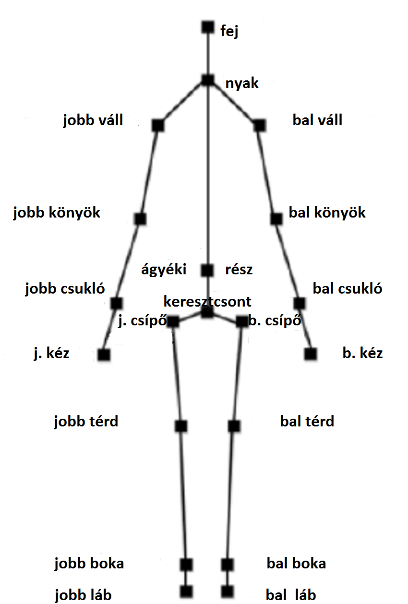 fej
nyak
jobb váll bal váll
jobb könyök bal könyök
ágyéki rész
jobb csukló bal csukló
keresztcsont
j. csípő b. csípő
j. kéz b. kéz
jobb térd bal térd
jobb boka bal boka
jobb láb bal láb